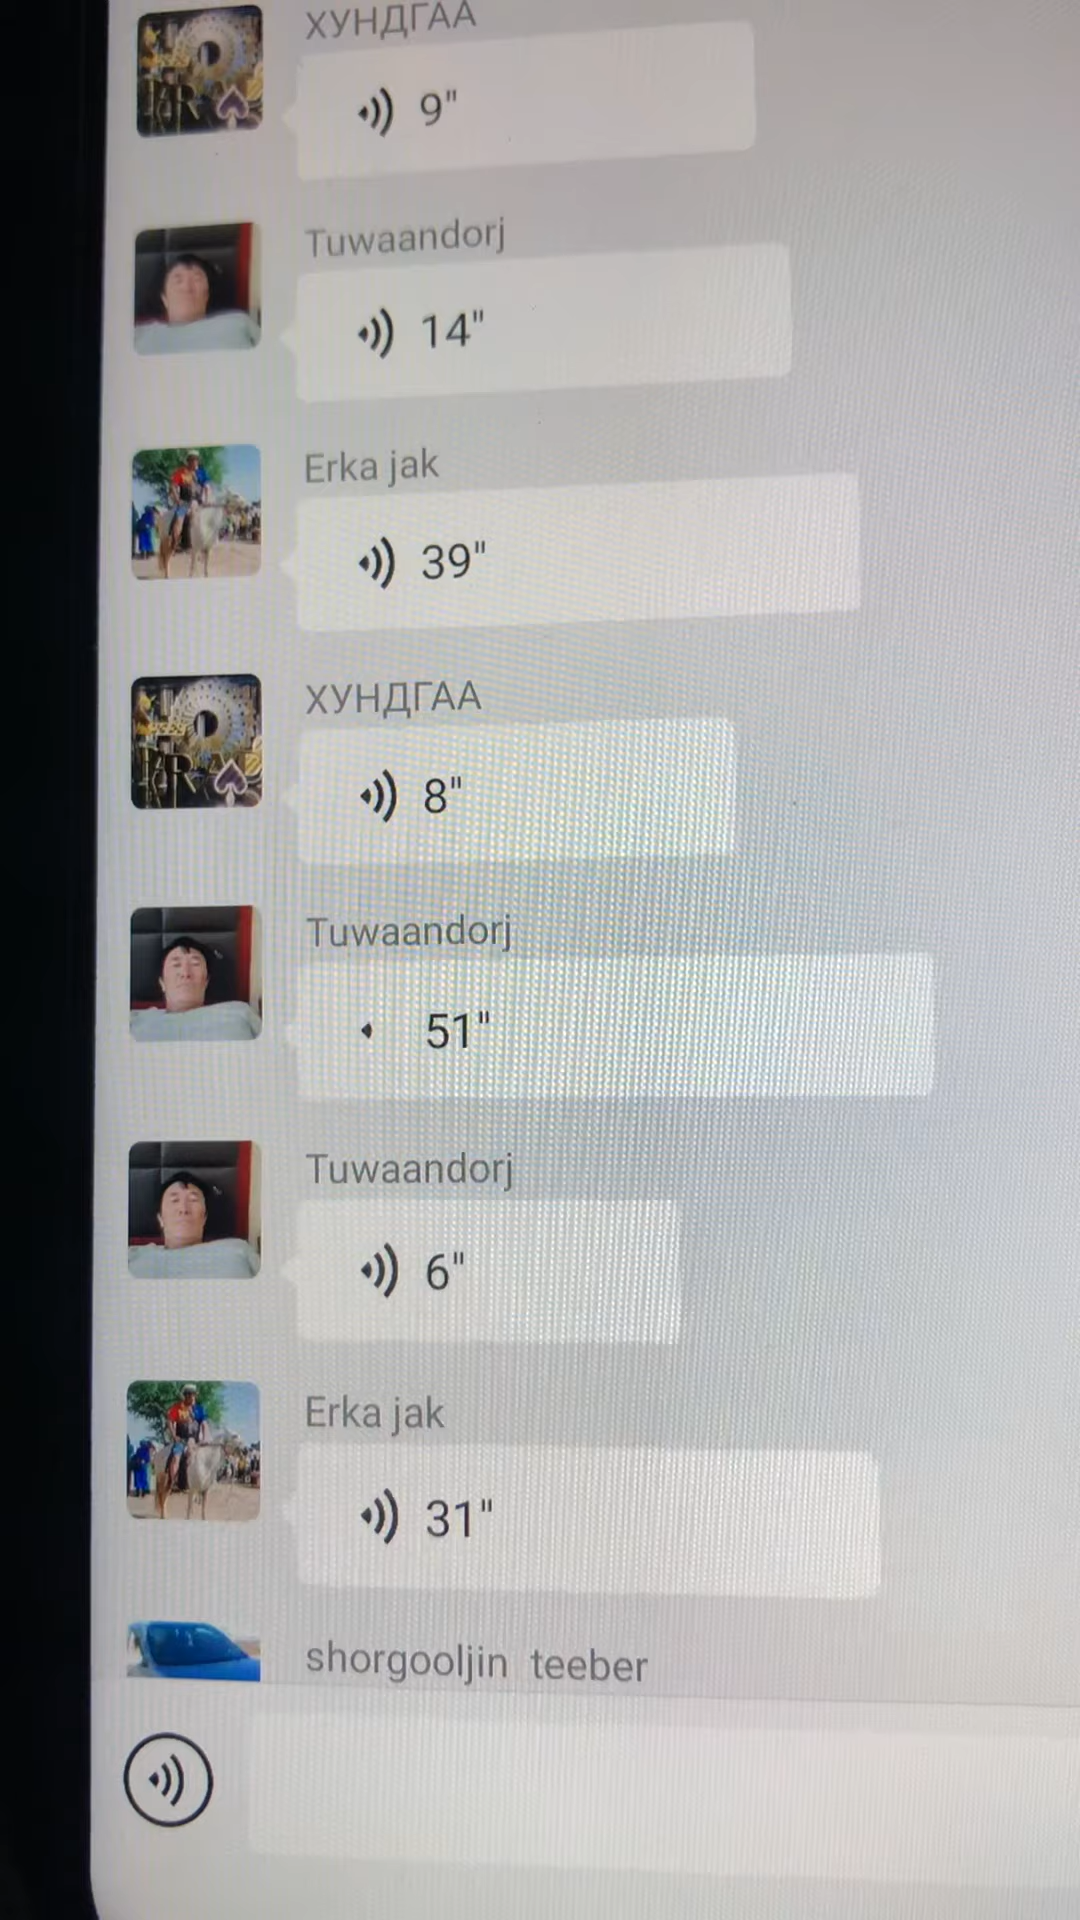 ХУНДГАА
9"
Tuwaandorj
14"
Erka jak
39"
ХУНДГАА
8"
Tuwaandorj
51"
Tuwaandorj
6"
Erka jak
31"
shorgooljin teeber